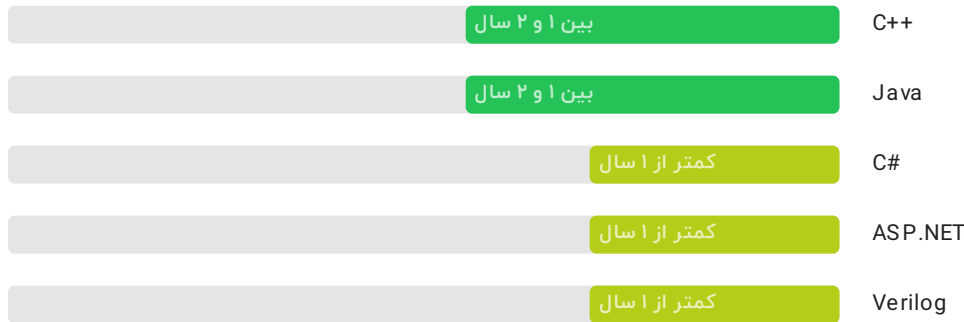 C++ بین ۱ و ۲ سال
Java بین ۱ و ۲ سال
C# کمتر از ۱ سال
ASP.NET کمتر از ۱ سال
Verilog کمتر از ۱ سال